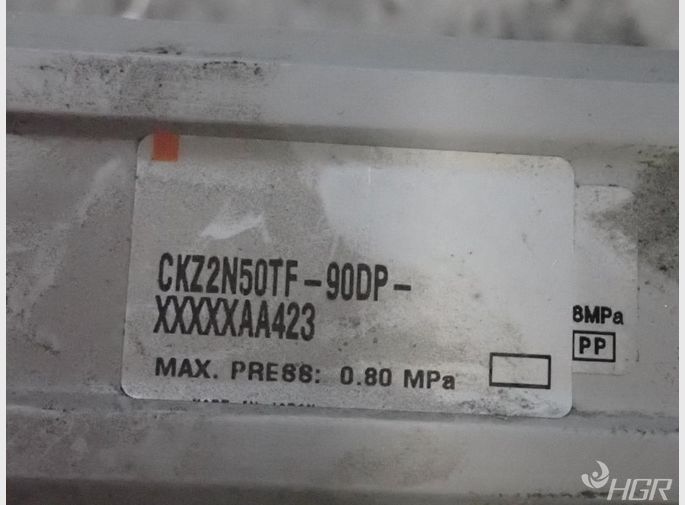 CKZ2N50TF-90DP-
XXXXXAA423
MAX. PRESS: 0.80 MPa
8MPa
PP
HGR